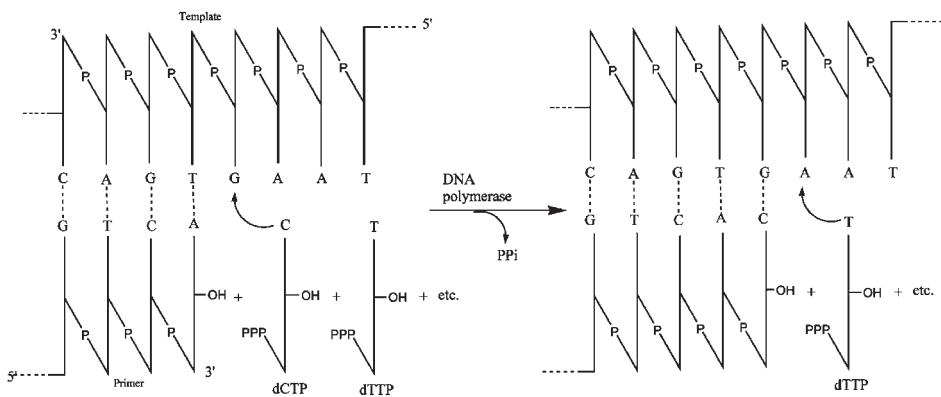 Template
5'
3'
P P P P P P P
C A G T G A A T
G T C A C T
OH + OH + OH + etc.
P P P PPP PPP
5' 3'
Primer dCTP dTTP
DNA
polymerase
PPi
P P P P P P P
C A G T G A A T
G T C A C T
OH + OH + etc.
P P P P PPP
dTTP